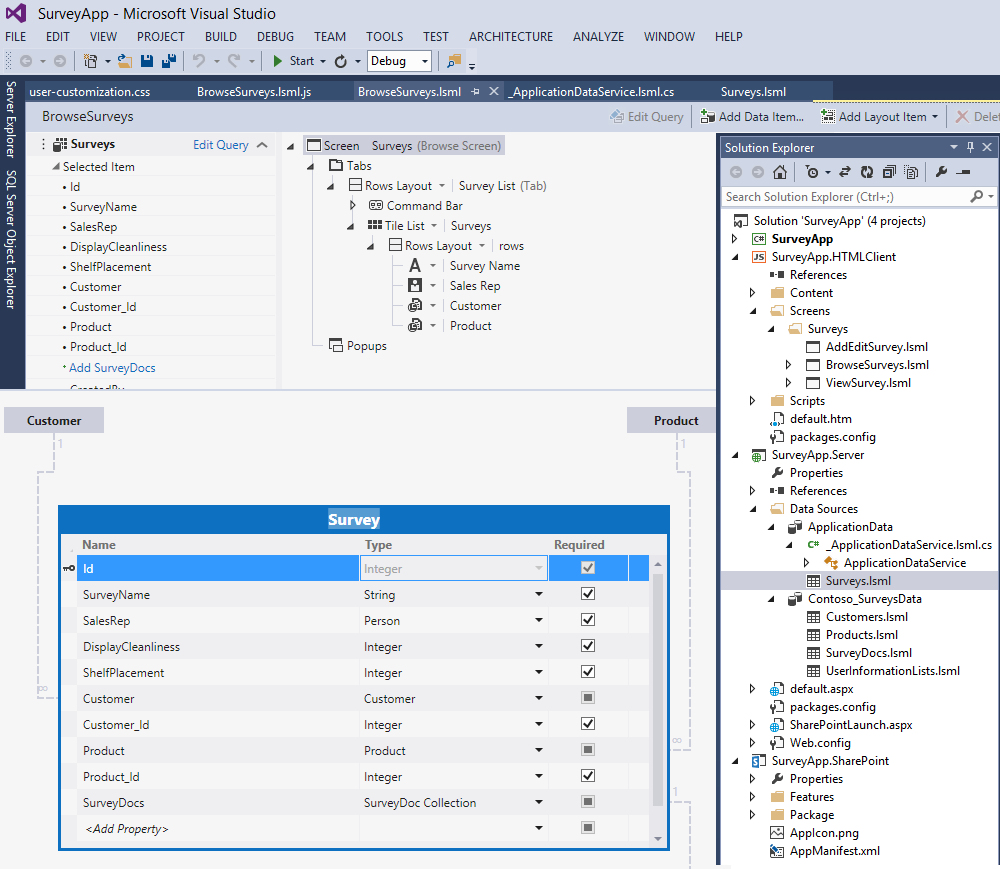 SurveyApp - Microsoft Visual Studio
FILE EDIT VIEW PROJECT BUILD DEBUG TEAM TOOLS TEST ARCHITECTURE ANALYZE WINDOW HELP
Start Debug
Server Explorer
SQL Server Object Explorer
user-customization.css BrowseSurveys.lsml.js BrowseSurveys.lsml _ApplicationDataService.lsml.cs Surveys.lsml
BrowseSurveys Edit Query Add Data Item... Add Layout Item Delet
Surveys Edit Query
Selected Item
Id
SurveyName
SalesRep
DisplayCleanliness
ShelfPlacement
Customer
Customer_Id
Product
Product_Id
Add SurveyDocs
CreatedBy
Screen Surveys (Browse Screen)
Tabs
Rows Layout Survey List (Tab)
Command Bar
Tile List Surveys
Rows Layout rows
Survey Name
Sales Rep
Customer
Product
Popups
Customer
Product
1
1
Survey
Name Type Required
Id Integer
SurveyName String
SalesRep Person
DisplayCleanliness Integer
ShelfPlacement Integer
Customer Customer
Customer_Id Integer
Product Product
Product_Id Integer
SurveyDocs SurveyDoc Collection
<Add Property>
∞
∞
1
Solution Explorer
Search Solution Explorer (Ctrl+;)
Solution 'SurveyApp' (4 projects)
C# SurveyApp
JS SurveyApp.HTMLClient
References
Content
Screens
Surveys
AddEditSurvey.lsml
BrowseSurveys.lsml
ViewSurvey.lsml
Scripts
default.htm
packages.config
SurveyApp.Server
Properties
References
Data Sources
ApplicationData
C# _ApplicationDataService.lsml.cs
ApplicationDataService
Surveys.lsml
Contoso_SurveysData
Customers.lsml
Products.lsml
SurveyDocs.lsml
UserInformationLists.lsml
default.aspx
packages.config
SharePointLaunch.aspx
Web.config
SurveyApp.SharePoint
Properties
Features
Package
AppIcon.png
AppManifest.xml